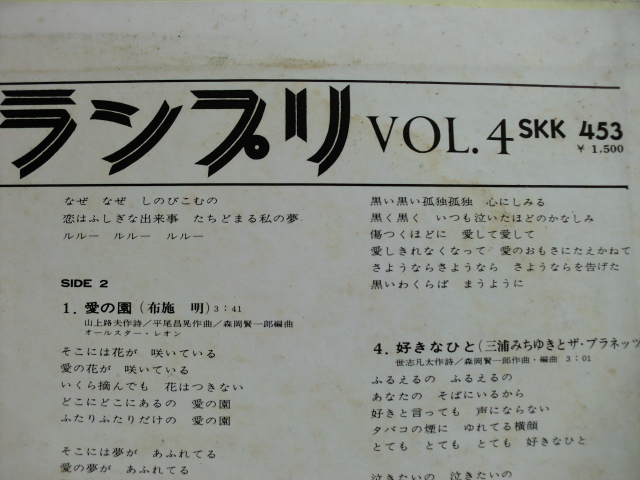 ランプリ VOL. 4 SKK 453
¥ 1,500
なぜ なぜ しのびこむの
恋はふしぎな出来事 たちどまる私の夢
ルルー ルルー ルルー
SIDE 2
1. 愛の園(布施 明)3:41
山上路夫作詩/平尾昌晃作曲/森岡賢一郎編曲
オールスター・レオン
そこには花が 咲いている
愛の花が 咲いている
いくら摘んでも 花はつきない
どこにどこにあるの 愛の園
ふたりふたりだけの 愛の園
そこには夢が あふれてる
愛の夢が あふれてる
黒い黒い孤独孤独 心にしみる
黒く黒く いつも泣いたほどのかなしみ
傷つくほどに 愛して愛して
愛しきれなくなって 愛のおもさにたえかねて
さようならさようなら さようならを告げた
黒いわくらば まうように
4. 好きなひと(三浦みちゆきとザ・プラネッツ
世志凡太作詩/森岡賢一郎作曲・編曲 3:01
ふるえるの ふるえるの
あなたの そばにいるから
好きと言っても 声にならない
タバコの煙に ゆれてる横顔
とても とても とても 好きなひと
泣きたいの 泣きたいの